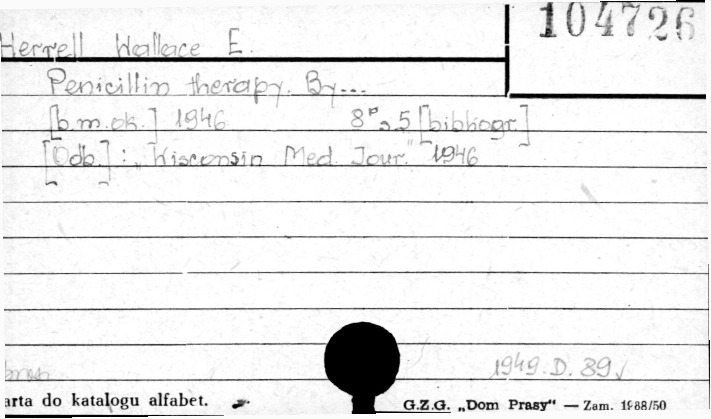 104726
Herrell Wallace E.
Penicillin therapy. By...
[b.m.ok.] 1946 8° s 5 [bibliogr.]
[Odb.]: „Wisconsin Med. Jour." 1946
1949.D.89
arta do katalogu alfabet.
G.Z.G. „Dom Prasy“ — Zam. 1988/50